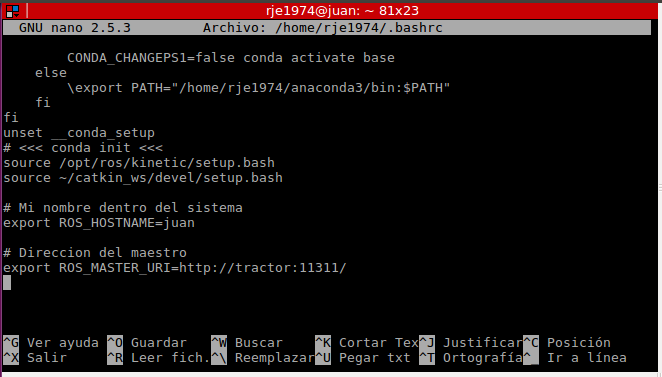 rje1974@juan: ~ 81x23
GNU nano 2.5.3 Archivo: /home/rje1974/.bashrc
CONDA_CHANGEPS1=false conda activate base
else
\export PATH="/home/rje1974/anaconda3/bin:$PATH"
fi
fi
unset __conda_setup
# <<< conda init <<<
source /opt/ros/kinetic/setup.bash
source ~/catkin_ws/devel/setup.bash
# Mi nombre dentro del sistema
export ROS_HOSTNAME=juan
# Direccion del maestro
export ROS_MASTER_URI=http://tractor:11311/
^G Ver ayuda ^O Guardar ^W Buscar ^K Cortar Tex ^J Justificar ^C Posición
^X Salir ^R Leer fich. ^\ Reemplazar ^U Pegar txt ^T Ortografía ^_ Ir a línea